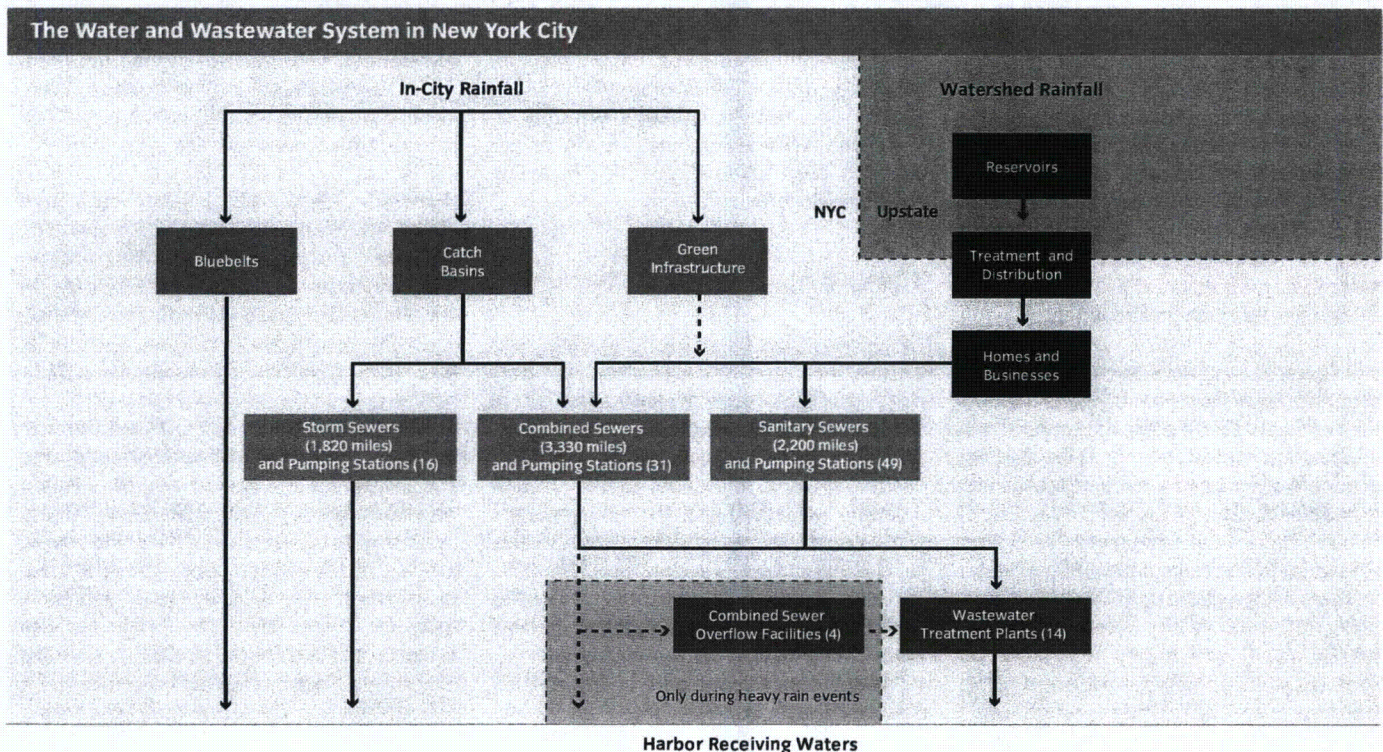 The Water and Wastewater System in New York City
In-City Rainfall
Watershed Rainfall
Reservoirs
NYC
Upstate
Bluebelts
Catch
Basins
Green
Infrastructure
Treatment and
Distribution
Homes and
Businesses
Storm Sewers
(1,820 miles)
and Pumping Stations (16)
Combined Sewers
(3,330 miles)
and Pumping Stations (31)
Sanitary Sewers
(2,200 miles)
and Pumping Stations (49)
Combined Sewer
Overflow Facilities (4)
Wastewater
Treatment Plants (14)
Only during heavy rain events
Harbor Receiving Waters